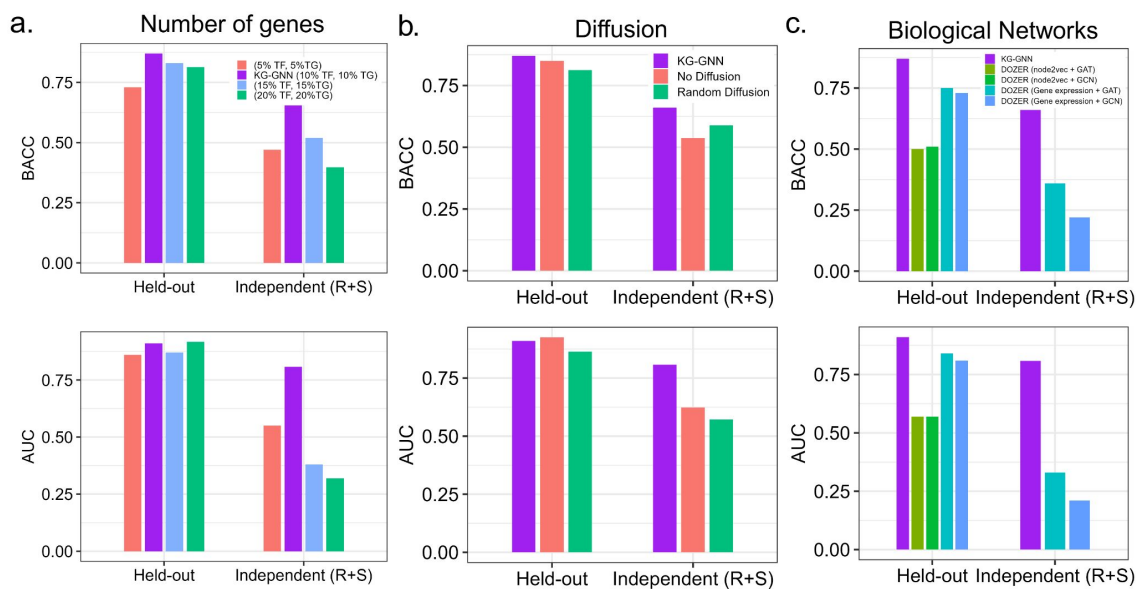 a.
Number of genes
BACC
0.75
0.50
0.25
0.00
(5% TF, 5%TG)
KG-GNN (10% TF, 10% TG)
(15% TF, 15%TG)
(20% TF, 20%TG)
Held-out
Independent (R+S)
AUC
0.75
0.50
0.25
0.00
Held-out
Independent (R+S)
b.
Diffusion
BACC
0.75
0.50
0.25
0.00
KG-GNN
No Diffusion
Random Diffusion
Held-out
Independent (R+S)
AUC
0.75
0.50
0.25
0.00
Held-out
Independent (R+S)
c.
Biological Networks
BACC
0.75
0.50
0.25
0.00
KG-GNN
DOZER (node2vec + GAT)
DOZER (node2vec + GCN)
DOZER (Gene expression + GAT)
DOZER (Gene expression + GCN)
Held-out
Independent (R+S)
AUC
0.75
0.50
0.25
0.00
Held-out
Independent (R+S)